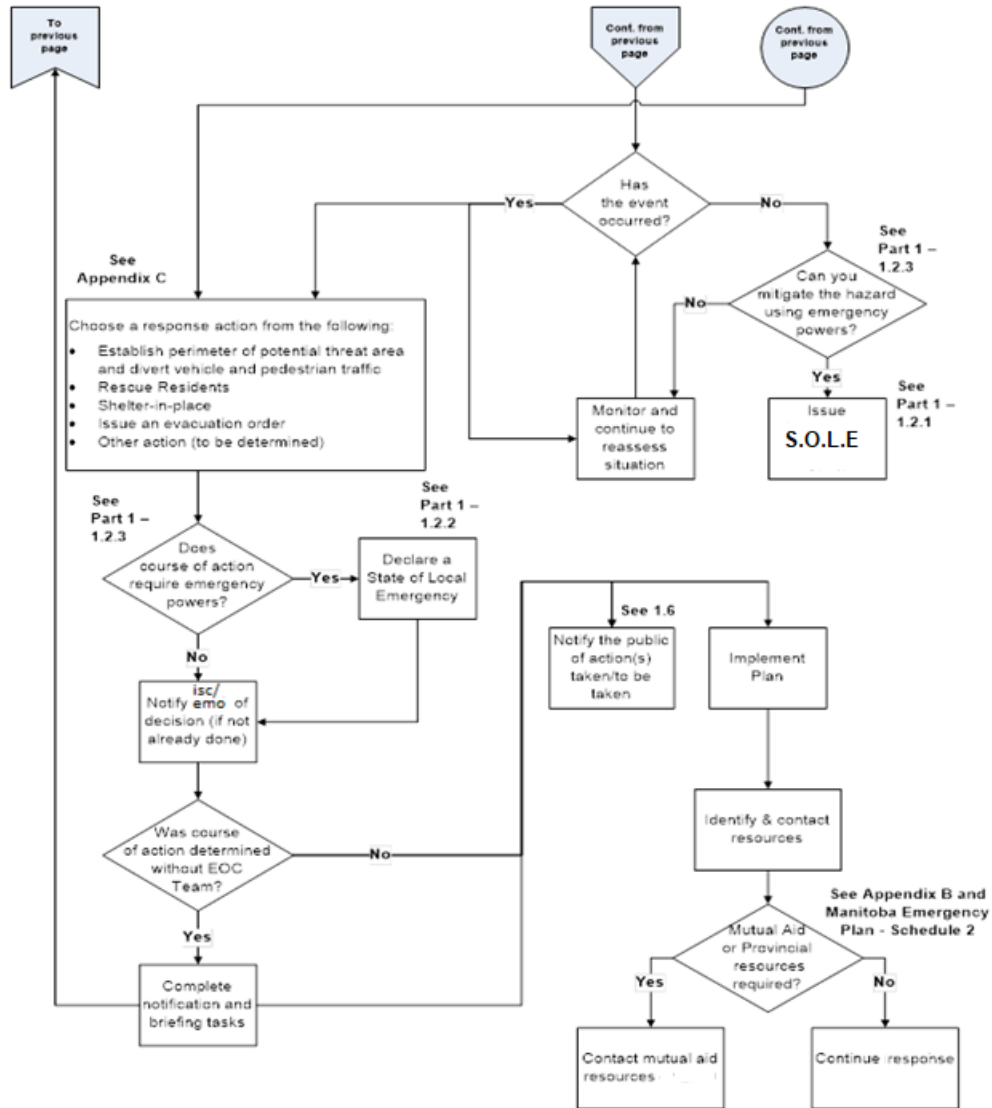 To
previous
page
Cont. from
previous
page
Cont. from
previous
page
Has
the event
occurred?
Yes
No
See
Part 1 –
1.2.3
Can you
mitigate the hazard
using emergency
powers?
No
Yes
See
Part 1 –
1.2.1
Issue
S.O.L.E
Monitor and
continue to
reassess
situation
See
Appendix C
Choose a response action from the following:
• Establish perimeter of potential threat area
and divert vehicle and pedestrian traffic
• Rescue Residents
• Shelter-in-place
• Issue an evacuation order
• Other action (to be determined)
See
Part 1 –
1.2.3
Does
course of action
require emergency
powers?
Yes
See
Part 1 –
1.2.2
Declare a
State of Local
Emergency
No
isc/
Notify emo of
decision (if not
already done)
See 1.6
Notify the public
of action(s)
taken/to be
taken
Implement
Plan
Was course
of action determined
without EOC
Team?
No
Yes
Complete
notification and
briefing tasks
Identify & contact
resources
See Appendix B and
Manitoba Emergency
Plan - Schedule 2
Mutual Aid
or Provincial
resources
required?
Yes
No
Contact mutual aid
resources
Continue response